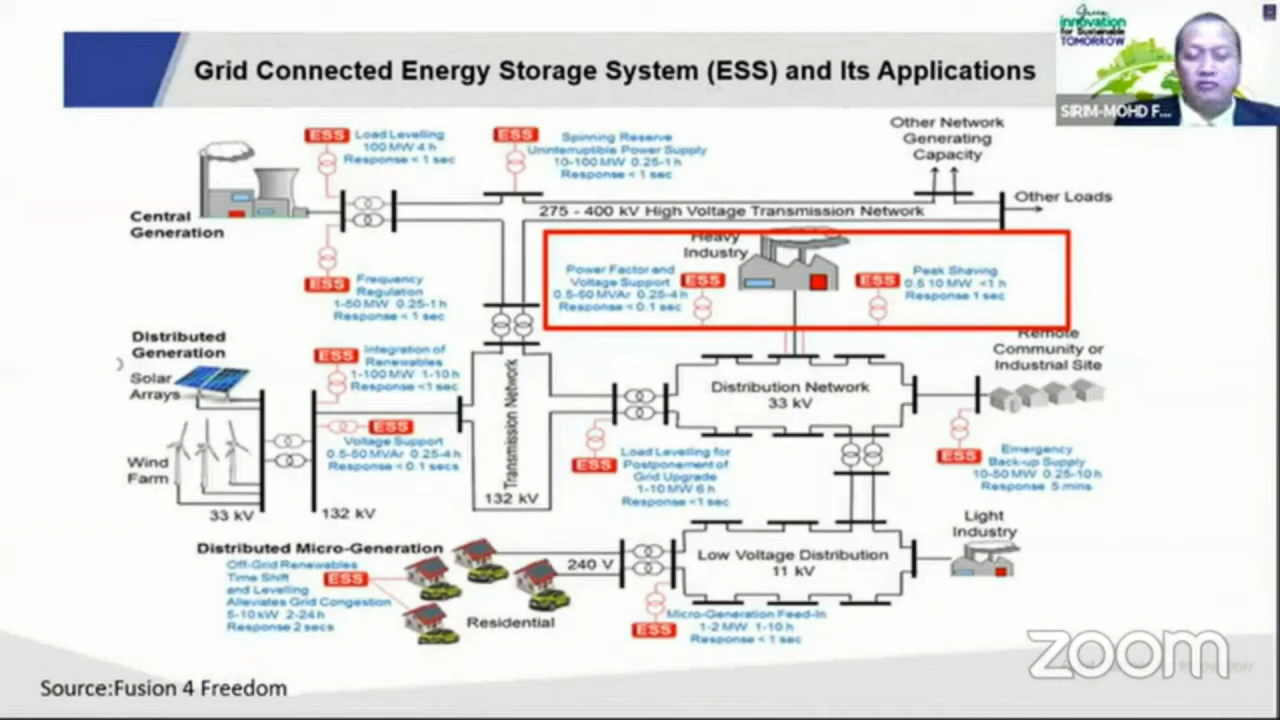 Grid Connected Energy Storage System (ESS) and Its Applications
Green
innovation
for Sustainable
TOMORROW
SIRIM-MOHD F...
ESS
Load Levelling
100 MW 4 h
Response < 1 sec
ESS
Spinning Reserve
Uninterruptible Power Supply
10-100 MW 0.25-1 h
Response < 1 sec
Other Network
Generating
Capacity
Other Loads
Central
Generation
275 - 400 kV High Voltage Transmission Network
ESS
Frequency
Regulation
1-50 MW 0.25-1 h
Response < 1 sec
Heavy
Industry
Power Factor and
Voltage Support
0.5-50 MVAr 0.25-4 h
Response < 0.1 sec
ESS
ESS
Peak Shaving
0.5 10 MW <1 h
Response 1 sec
Distributed
Generation
Solar
Arrays
Wind
Farm
33 kV
132 kV
ESS
Integration of
Renewables
1-100 MW 1-10 h
Response <1 sec
ESS
Voltage Support
0.5-50 MVAr 0.25-4 h
Response < 0.1 secs
Transmission Network
132 kV
Distribution Network
33 kV
Remote
Community or
Industrial Site
ESS
Load Levelling for
Postponement of
Grid Upgrade
1-10 MW 6 h
Response <1 sec
ESS
Emergency
Back-up Supply
10-50 MW 0.25-10 h
Response 5 mins
Distributed Micro-Generation
Off-Grid Renewables
Time Shift
and Levelling
Alleviates Grid Congestion
5-10 kW 2-24 h
Response 2 secs
ESS
Residential
240 V
Low Voltage Distribution
11 kV
Light
Industry
ESS
Micro-Generation Feed-In
1-2 MW 1-10 h
Response < 1 sec
zoom
Source:Fusion 4 Freedom